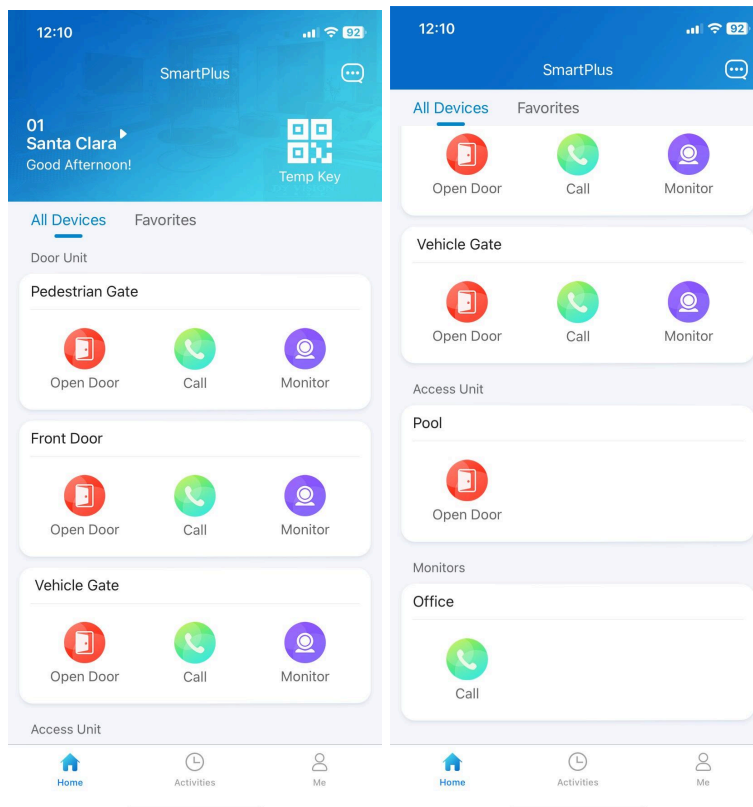 12:10
92
SmartPlus
01
Santa Clara
Good Afternoon!
Temp Key
All Devices Favorites
Door Unit
Pedestrian Gate
Open Door Call Monitor
Front Door
Open Door Call Monitor
Vehicle Gate
Open Door Call Monitor
Access Unit
Home Activities Me
12:10
92
SmartPlus
All Devices Favorites
Open Door Call Monitor
Vehicle Gate
Open Door Call Monitor
Access Unit
Pool
Open Door
Monitors
Office
Call
Home Activities Me